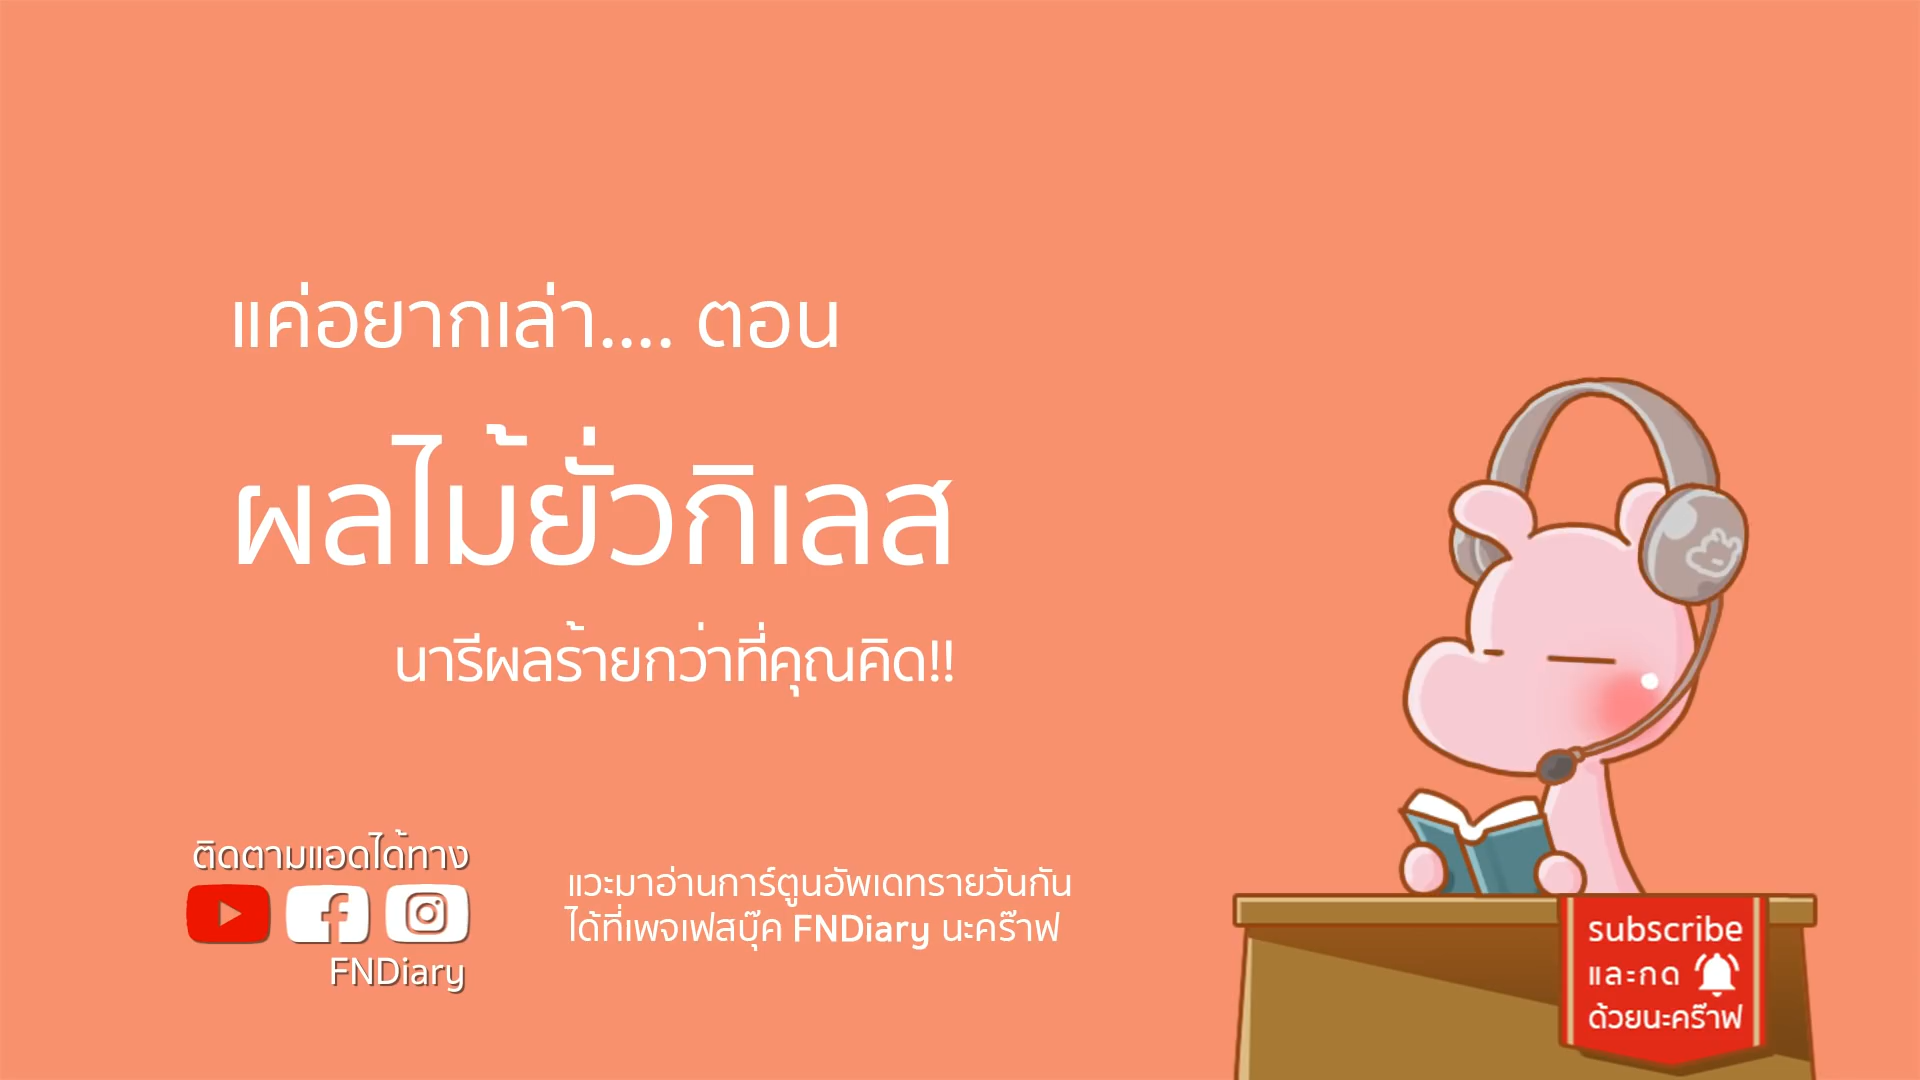 แค่อยากเล่า.... ตอน
ผลไม้ยั่วกิเลส
นารีผลร้ายกว่าที่คุณคิด!!
ติดตามแอดได้ทาง
FNDiary
แวะมาอ่านการ์ตูนอัพเดทรายวันกัน
ได้ที่เพจเฟสบุ๊ค FNDiary นะคร๊าฟ
subscribe
และกด
ด้วยนะคร๊าฟ